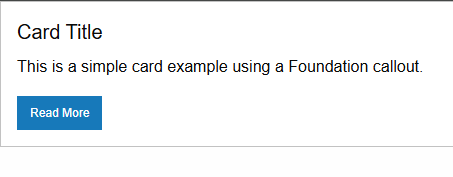 Card Title
This is a simple card example using a Foundation callout.
Read More